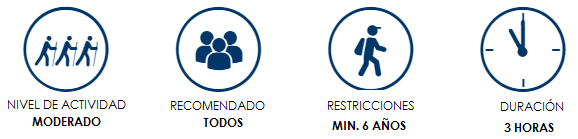 NIVEL DE ACTIVIDAD
MODERADO
RECOMENDADO
TODOS
RESTRICCIONES
MIN. 6 AÑOS
DURACIÓN
3 HORAS